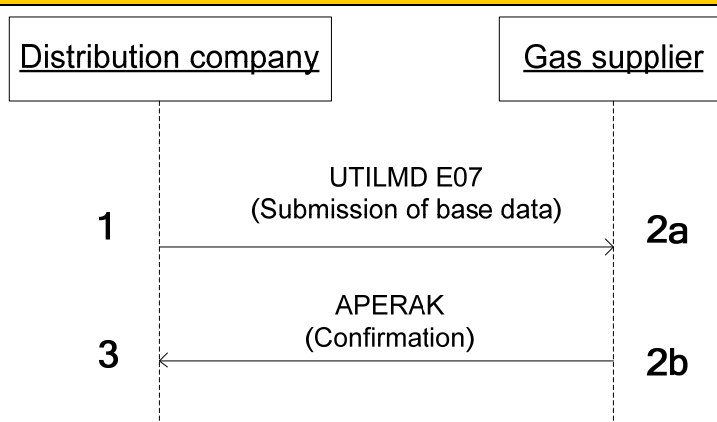 Distribution company
Gas supplier
UTILMD E07
(Submission of base data)
1
2a
APERAK
(Confirmation)
3
2b